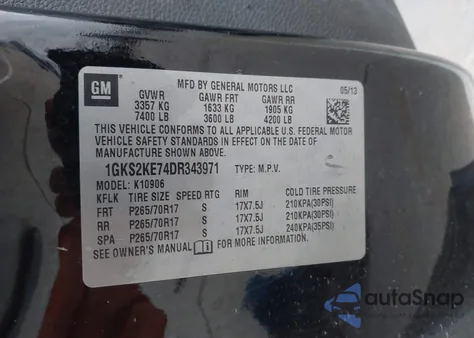 GM
MFD BY GENERAL MOTORS LLC
05/13
GVWR GAWR FRT GAWR RR
3357 KG 1633 KG 1905 KG
7400 LB 3600 LB 4200 LB
THIS VEHICLE CONFORMS TO ALL APPLICABLE U.S. FEDERAL MOTOR
VEHICLE SAFETY STANDARDS IN EFFECT ON THE DATE OF
MANUFACTURE SHOWN ABOVE.
1GKS2KE74DR343971 TYPE: M.P.V.
MODEL: K10906
KFLK TIRE SIZE SPEED RTG RIM COLD TIRE PRESSURE
FRT P265/70R17 S 17X7.5J 210KPA(30PSI)
RR P265/70R17 S 17X7.5J 210KPA(30PSI)
SPA P265/70R17 S 17X7.5J 240KPA(35PSI)
SEE OWNER'S MANUAL FOR MORE INFORMATION.
autoSnap